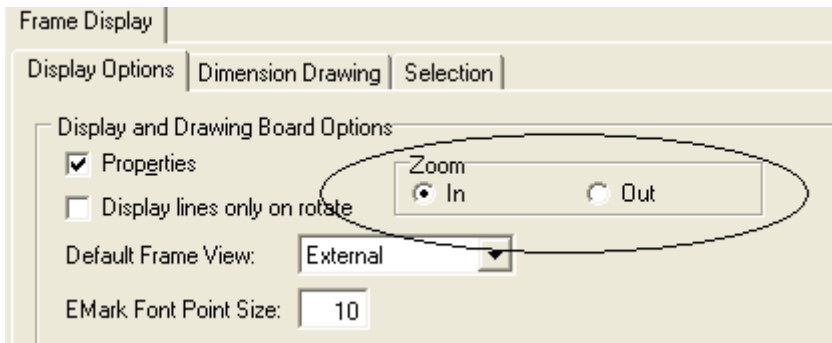 Frame Display
Display Options Dimension Drawing Selection
Display and Drawing Board Options
Properties
Zoom
In Out
Display lines only on rotate
Default Frame View: External
EMark Font Point Size: 10